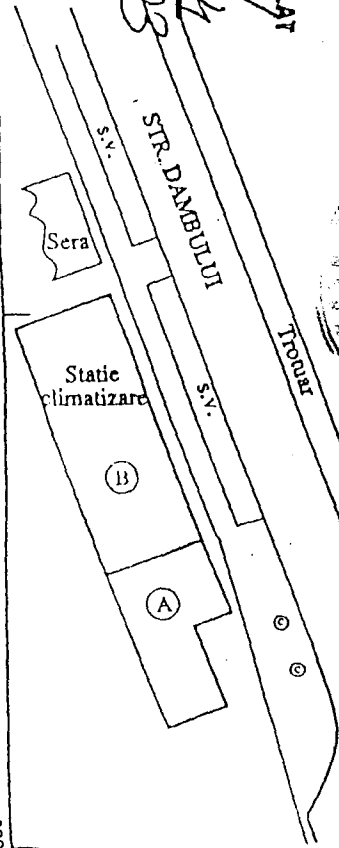 s.v.
STR. DAMBULUI
Sera
Trotuar
Statie
climatizare
s.v.
B
A
c
c